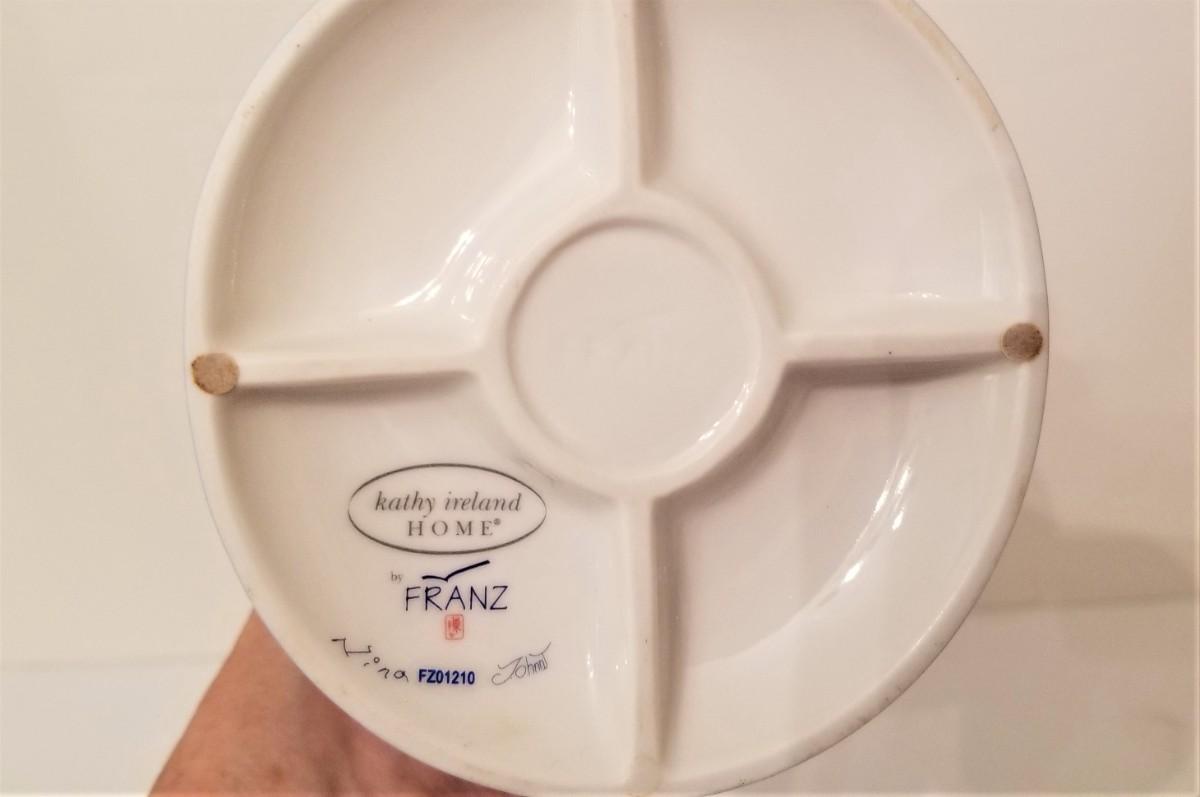 kathy ireland
HOME®
by FRANZ
Nina FZ01210 John